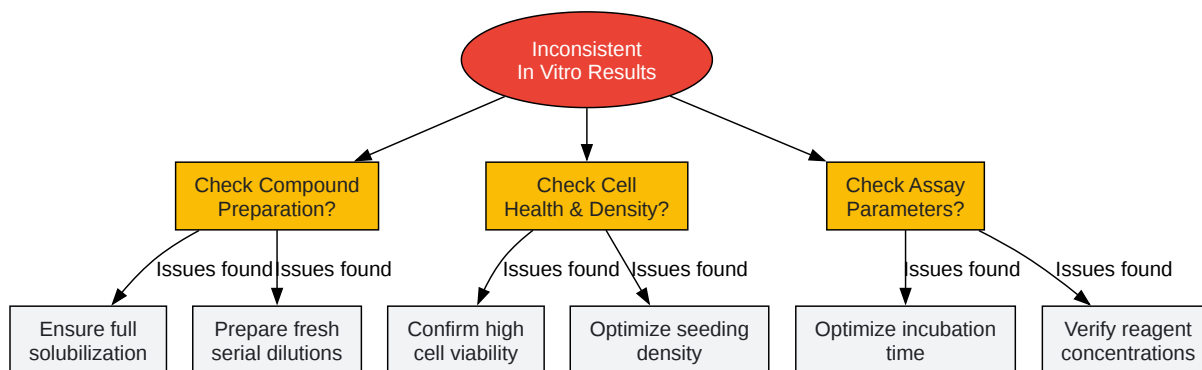 Inconsistent
In Vitro Results
Check Compound
Preparation?
Check Cell
Health & Density?
Check Assay
Parameters?
Issues found
Issues found
Issues found
Issues found
Issues found
Issues found
Ensure full
solubilization
Prepare fresh
serial dilutions
Confirm high
cell viability
Optimize seeding
density
Optimize incubation
time
Verify reagent
concentrations